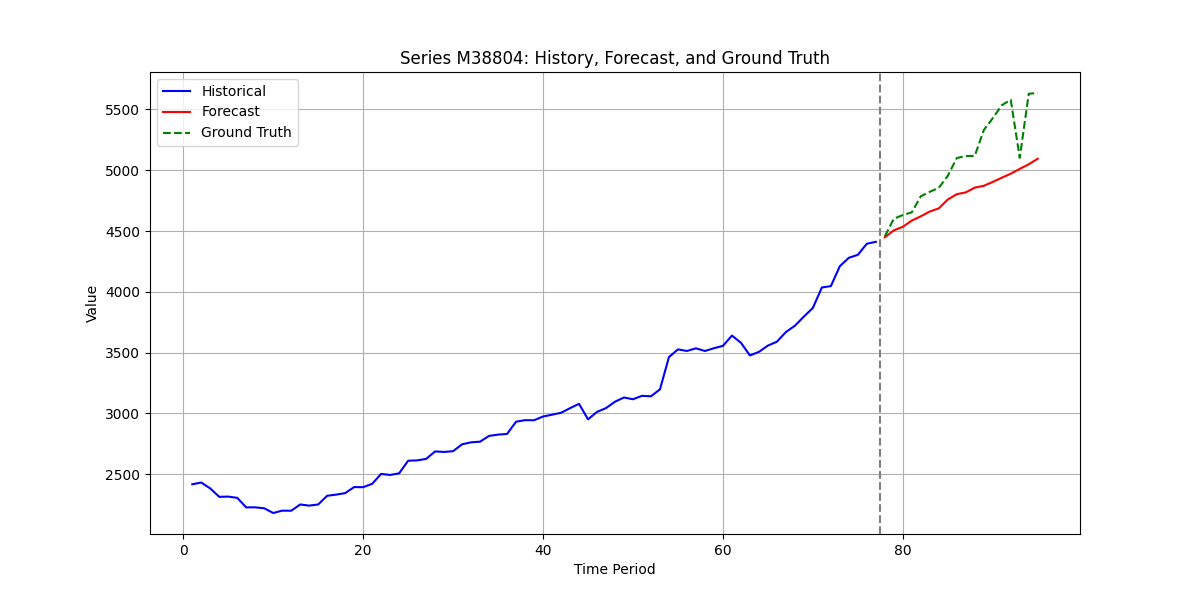 Series M38804: History, Forecast, and Ground Truth
Historical
Forecast
Ground Truth
5500
5000
4500
4000
3500
3000
2500
Value
0 20 40 60 80
Time Period